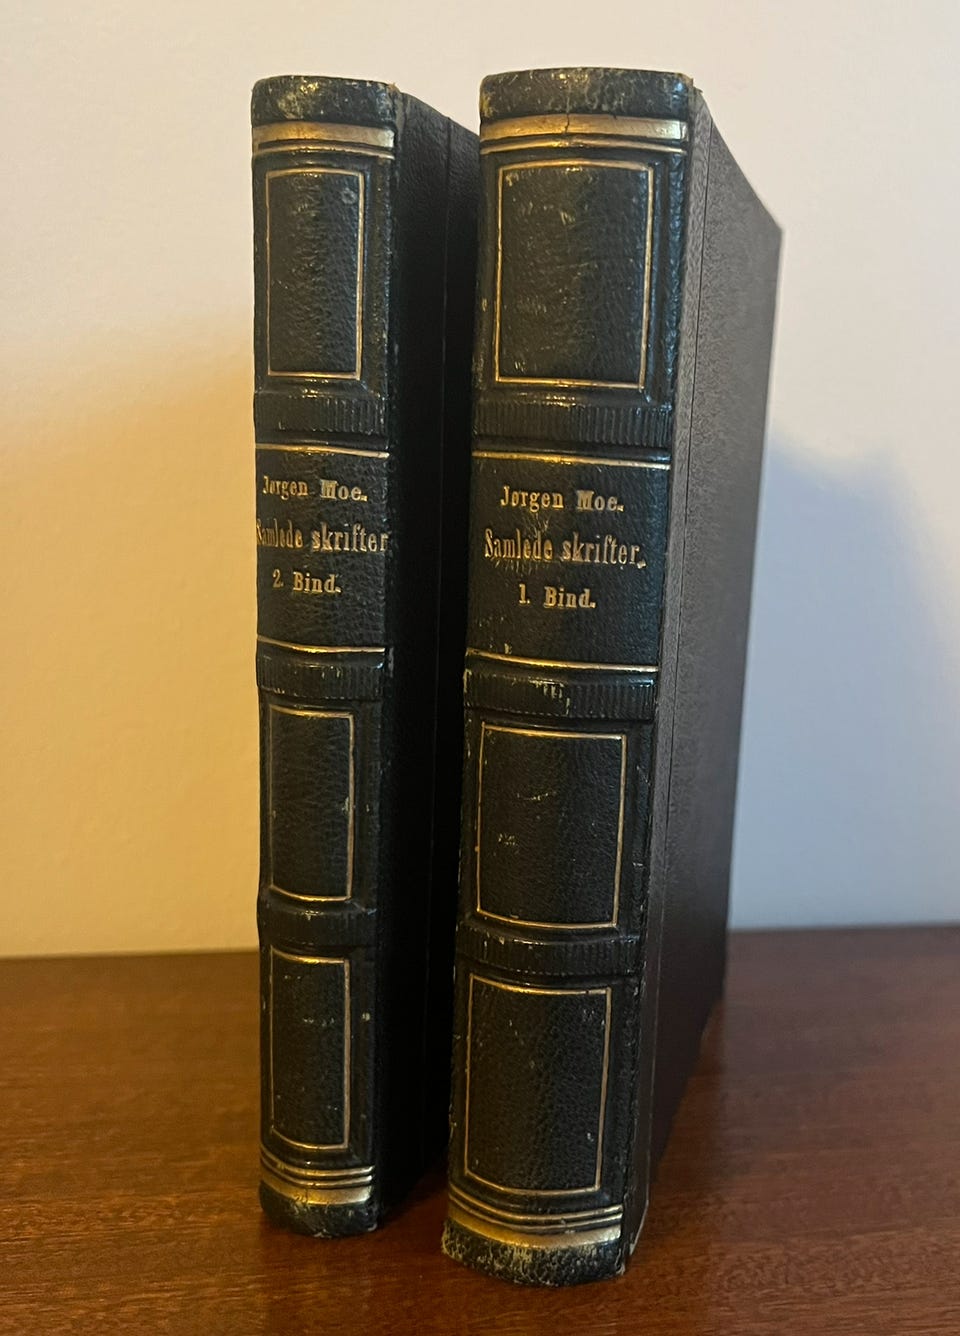 Jørgen Moe.
Samlede skrifter
2. Bind.
Jørgen Moe.
Samlede skrifter.
1. Bind.